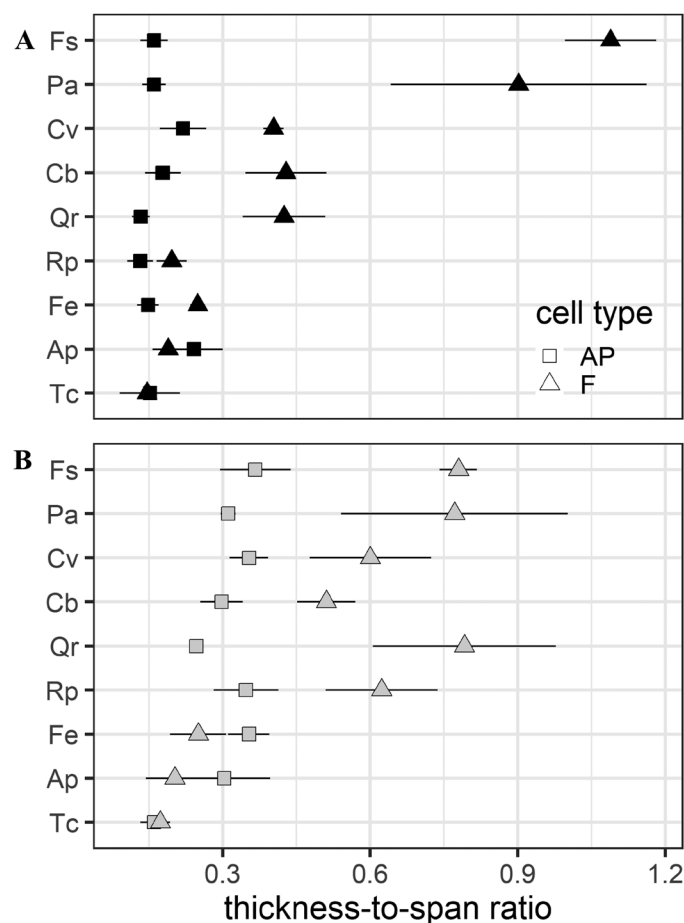 A
Fs
Pa
Cv
Cb
Qr
Rp
Fe
Ap
Tc
cell type
AP
F
B
Fs
Pa
Cv
Cb
Qr
Rp
Fe
Ap
Tc
0.3 0.6 0.9 1.2
thickness-to-span ratio